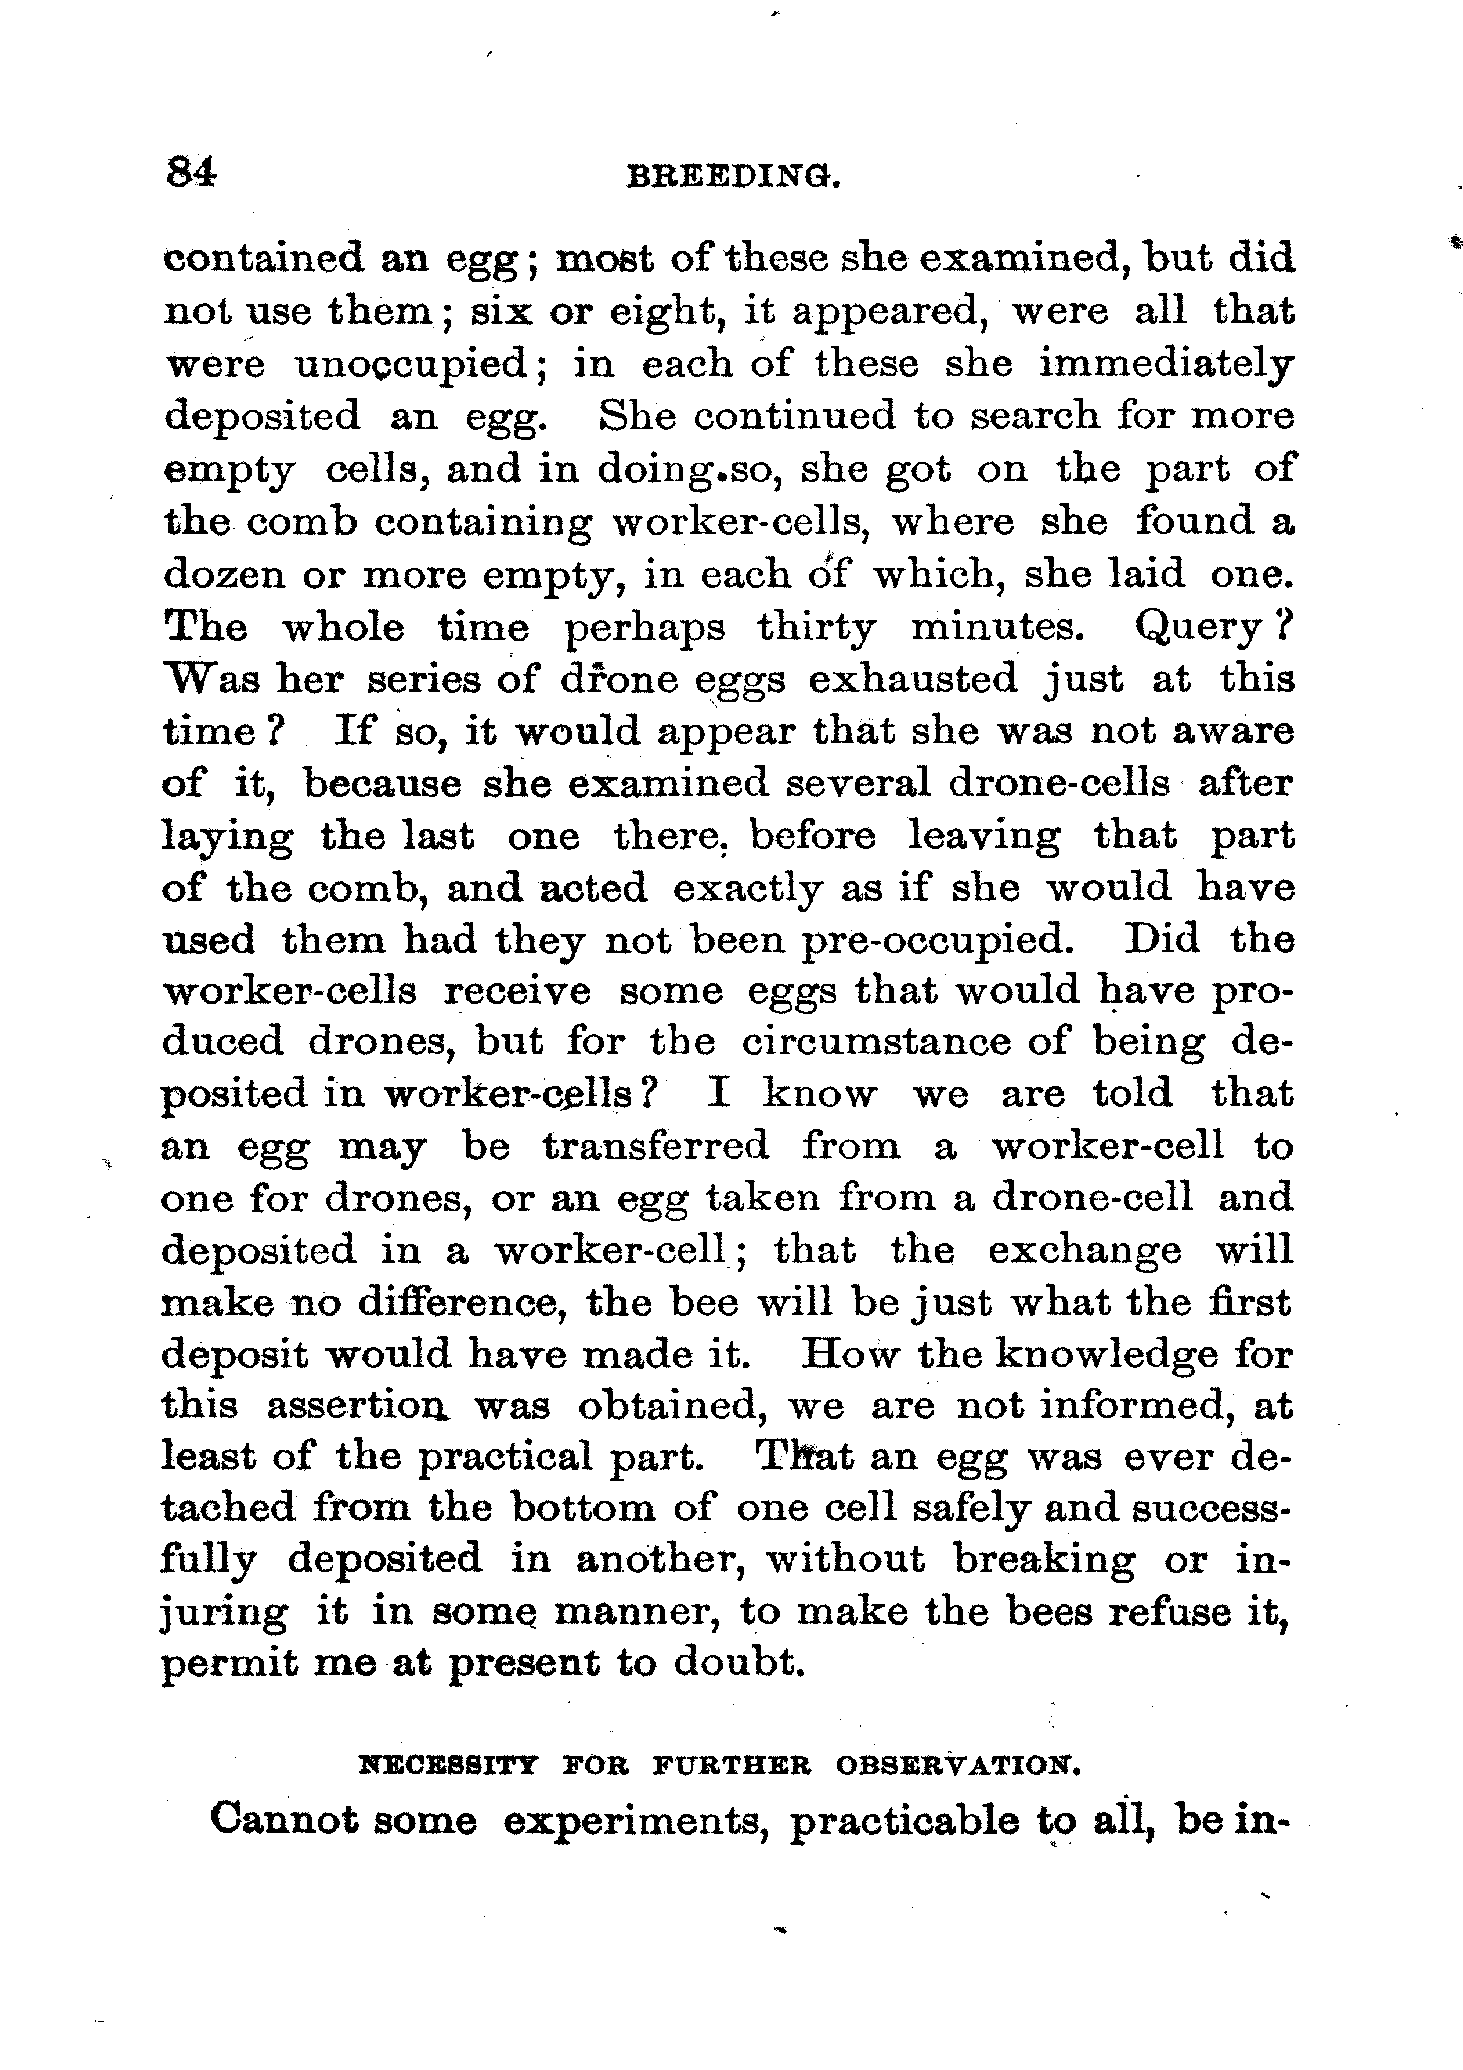 84 BREEDING.
contained an egg; most of these she examined, but did
not use them; six or eight, it appeared, were all that
were unoccupied; in each of these she immediately
deposited an egg. She continued to search for more
empty cells, and in doing so, she got on the part of
the comb containing worker-cells, where she found a
dozen or more empty, in each of which, she laid one.
The whole time perhaps thirty minutes. Query?
Was her series of drone eggs exhausted just at this
time? If so, it would appear that she was not aware
of it, because she examined several drone-cells after
laying the last one there, before leaving that part
of the comb, and acted exactly as if she would have
used them had they not been pre-occupied. Did the
worker-cells receive some eggs that would have pro-
duced drones, but for the circumstance of being de-
posited in worker-cells? I know we are told that
an egg may be transferred from a worker-cell to
one for drones, or an egg taken from a drone-cell and
deposited in a worker-cell; that the exchange will
make no difference, the bee will be just what the first
deposit would have made it. How the knowledge for
this assertion was obtained, we are not informed, at
least of the practical part. That an egg was ever de-
tached from the bottom of one cell safely and success-
fully deposited in another, without breaking or in-
juring it in some manner, to make the bees refuse it,
permit me at present to doubt.
NECESSITY FOR FURTHER OBSERVATION.
Cannot some experiments, practicable to all, be in-